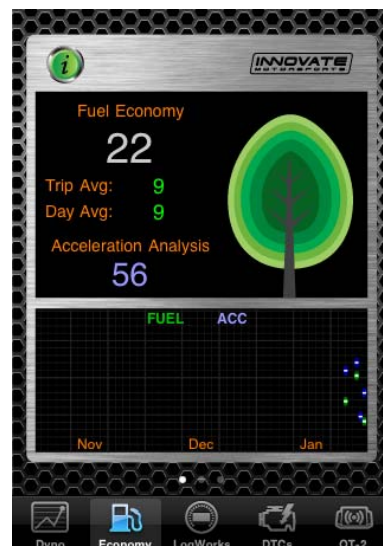 i
INNOVATE
MOTORSPORTS
Fuel Economy
22
Trip Avg: 9
Day Avg: 9
Acceleration Analysis
56
FUEL ACC
Nov Dec Jan
Dyno Economy LogWorks DTCs OT-2